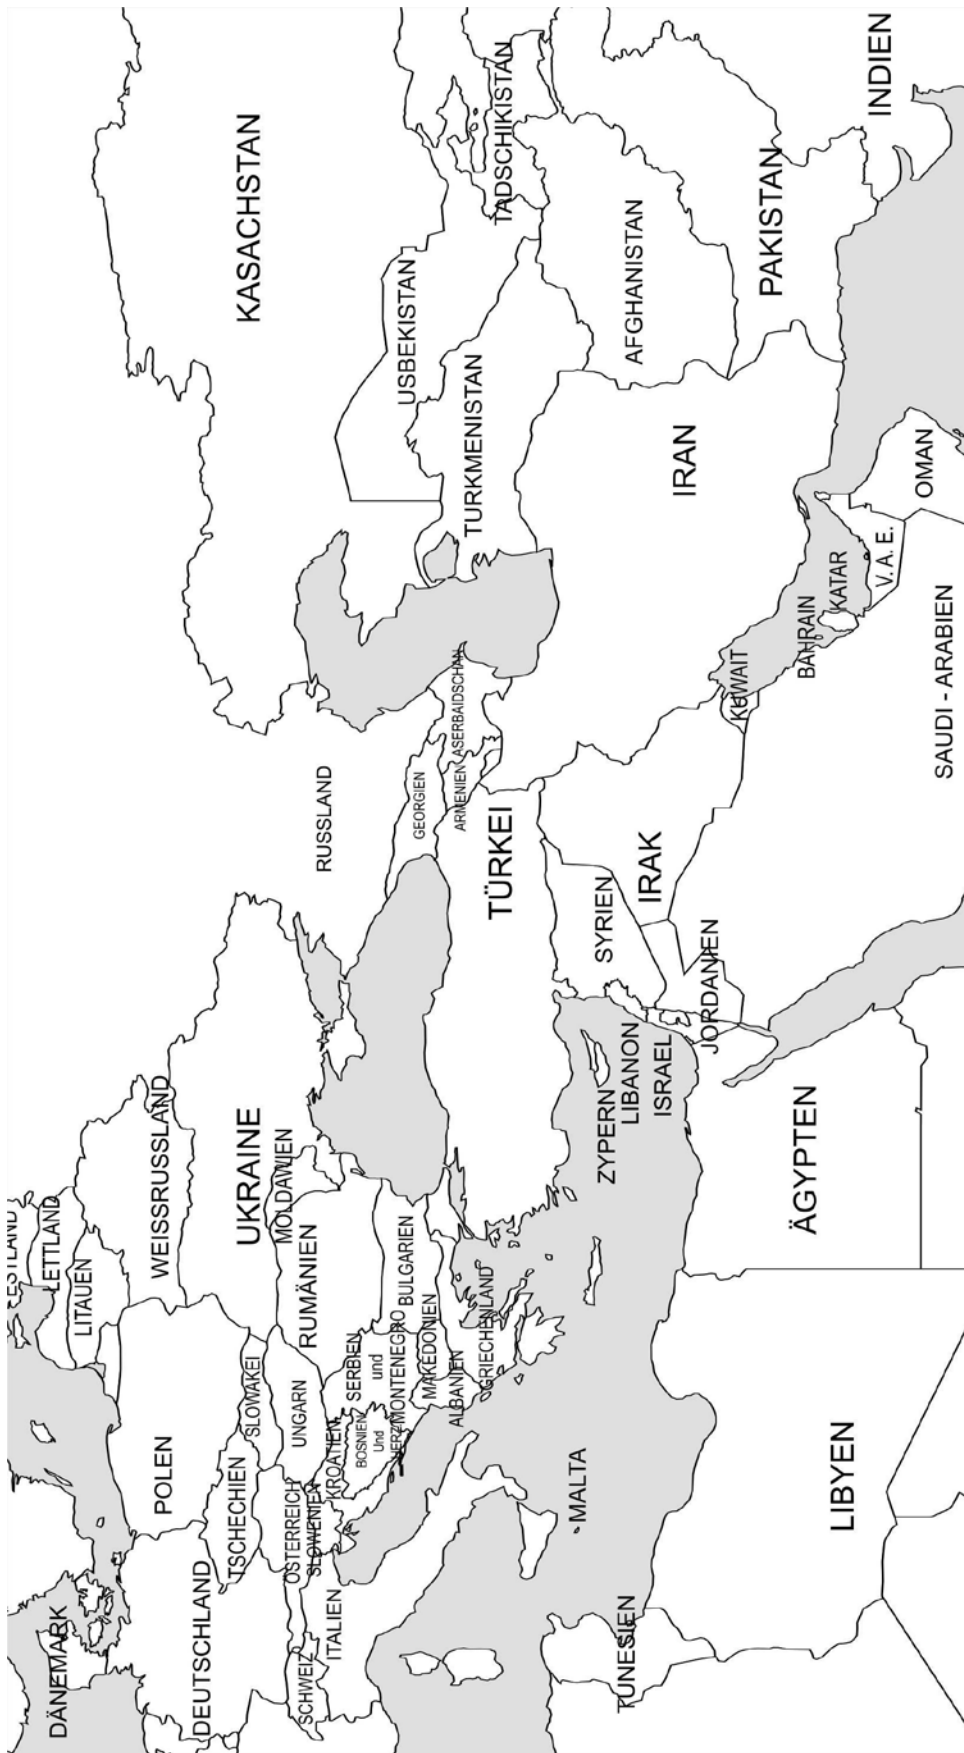 ESTLAND
LETTLAND
LITAUEN
DÄNEMARK
WEISSRUSSLAND
POLEN
DEUTSCHLAND
TSCHECHIEN
SLOWAKEI
UKRAINE
MOLDAWIEN
RUMÄNIEN
UNGARN
ÖSTERREICH
SLOWENIEN
SCHWEIZ
ITALIEN
KROATIEN
BOSNIEN
Und
HERZ
SERBIEN
und
MONTENEGRO
BULGARIEN
MAKEDONIEN
ALBANIEN
GRIECHENLAND
RUSSLAND
KASACHSTAN
USBEKISTAN
TADSCHIKISTAN
TURKMENISTAN
GEORGIEN
ARMENIEN
ASERBAIDSCHAN
TÜRKEI
MALTA
TUNESIEN
ZYPERN
LIBANON
ISRAEL
SYRIEN
IRAK
JORDANIEN
IRAN
AFGHANISTAN
PAKISTAN
INDIEN
KUWAIT
BAHRAIN
KATAR
V. A. E.
OMAN
SAUDI - ARABIEN
ÄGYPTEN
LIBYEN